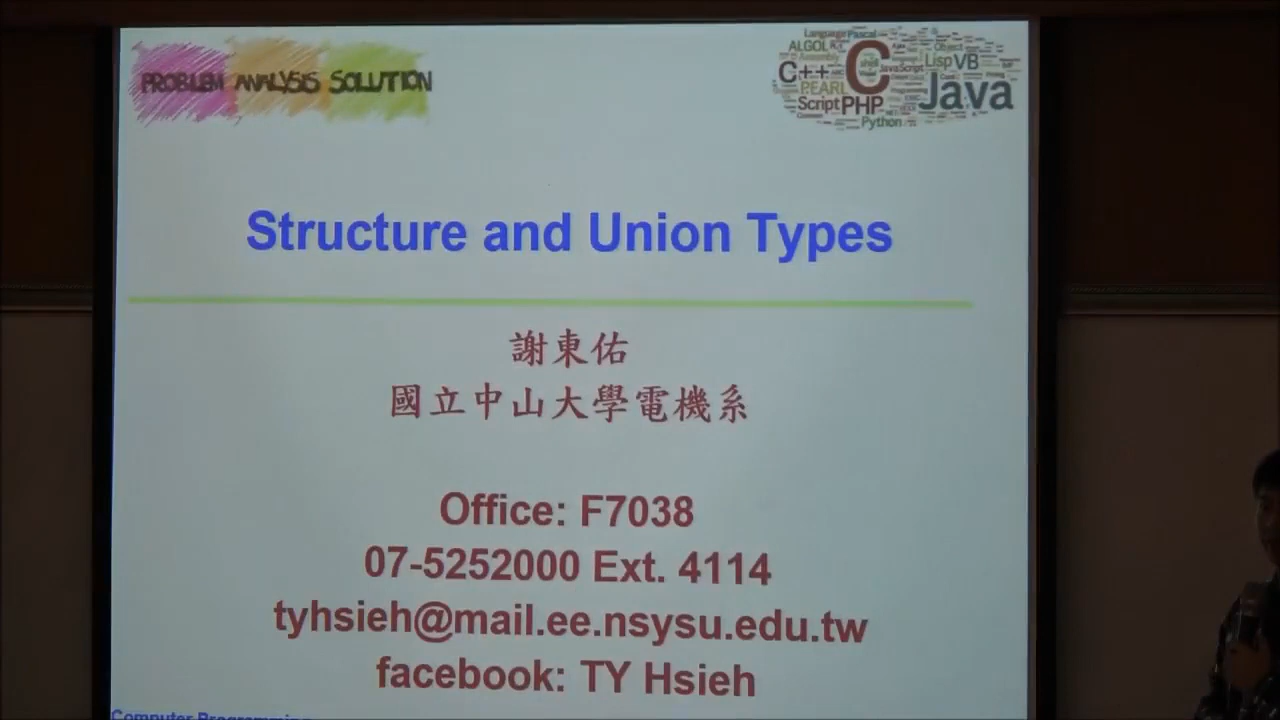 PROBLEM ANALYSIS SOLUTION
Language Pascal
ALGOL
C
C++
JavaScript
Object
Lisp VB
PEARL
Script PHP
Java
Python
Structure and Union Types
謝東佑
國立中山大學電機系
Office: F7038
07-5252000 Ext. 4114
tyhsieh@mail.ee.nsysu.edu.tw
facebook: TY Hsieh
Computer Programming